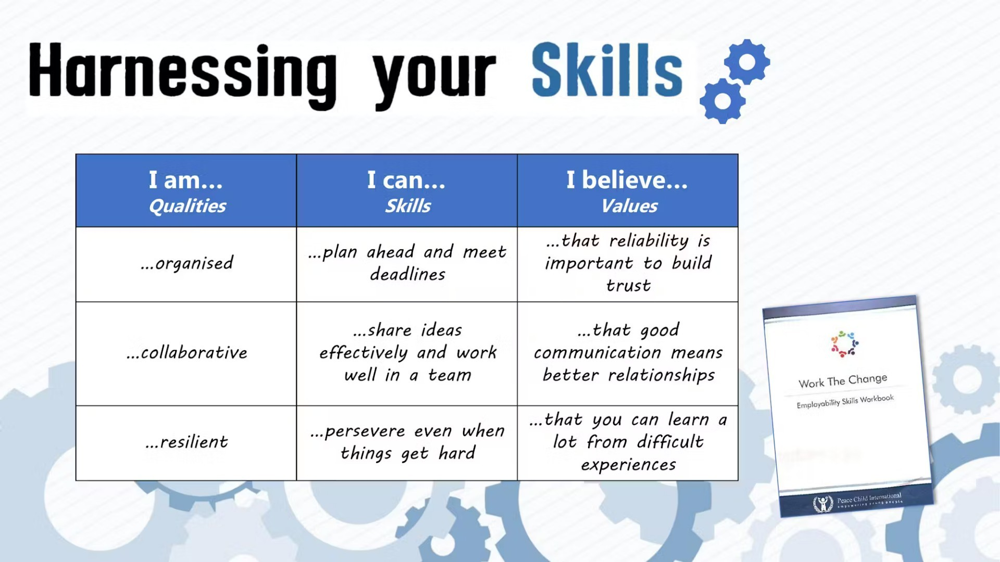 Harnessing your Skills
I am...
Qualities
I can...
Skills
I believe...
Values
...organised
...plan ahead and meet
deadlines
...that reliability is
important to build
trust
...collaborative
...share ideas
effectively and work
well in a team
...that good
communication means
better relationships
...resilient
...persevere even when
things get hard
...that you can learn a
lot from difficult
experiences
Work The Change
Employability Skills Workbook
Peace Child International
empowering young people